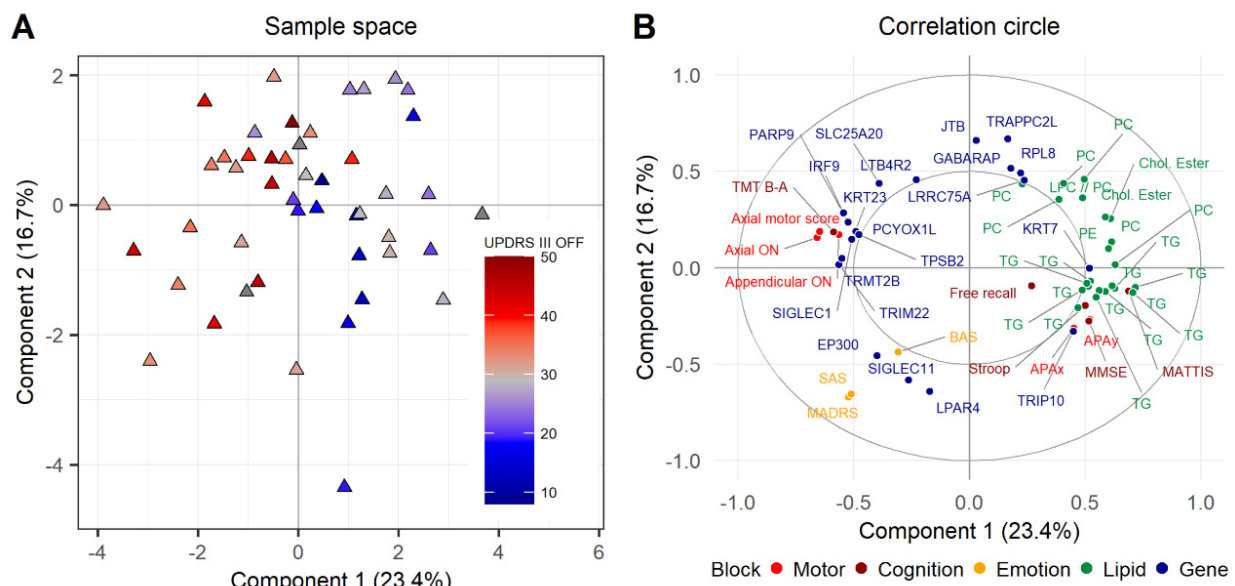 A
Sample space
2
0
-2
-4
Component 2 (16.7%)
-4
-2
0
2
4
6
Component 1 (23.4%)
UPDRS III OFF
50
40
30
20
10
B
Correlation circle
1.0
0.5
0.0
-0.5
-1.0
Component 2 (16.7%)
PARP9
SLC25A20
JTB
TRAPPC2L
PC
IRF9
LTB4R2
GABARAP
RPL8
PC
Chol. Ester
TMT B-A
KRT23
LRRC75A
PC
LPC // PC
Chol. Ester
Axial motor score
PCYOX1L
PC
KRT7
PE
PC
Axial ON
TPSB2
TG
TG
TG
Appendicular ON
TRMT2B
TG
TG
TG
Free recall
TG
SIGLEC1
TRIM22
TG
TG
TG
TG
EP300
BAS
APAy
SIGLEC11
Stroop
APAx
MMSE
MATTIS
SAS
MADRS
LPAR4
TRIP10
TG
-1.0
-0.5
0.0
0.5
1.0
Component 1 (23.4%)
Block
Motor
Cognition
Emotion
Lipid
Gene